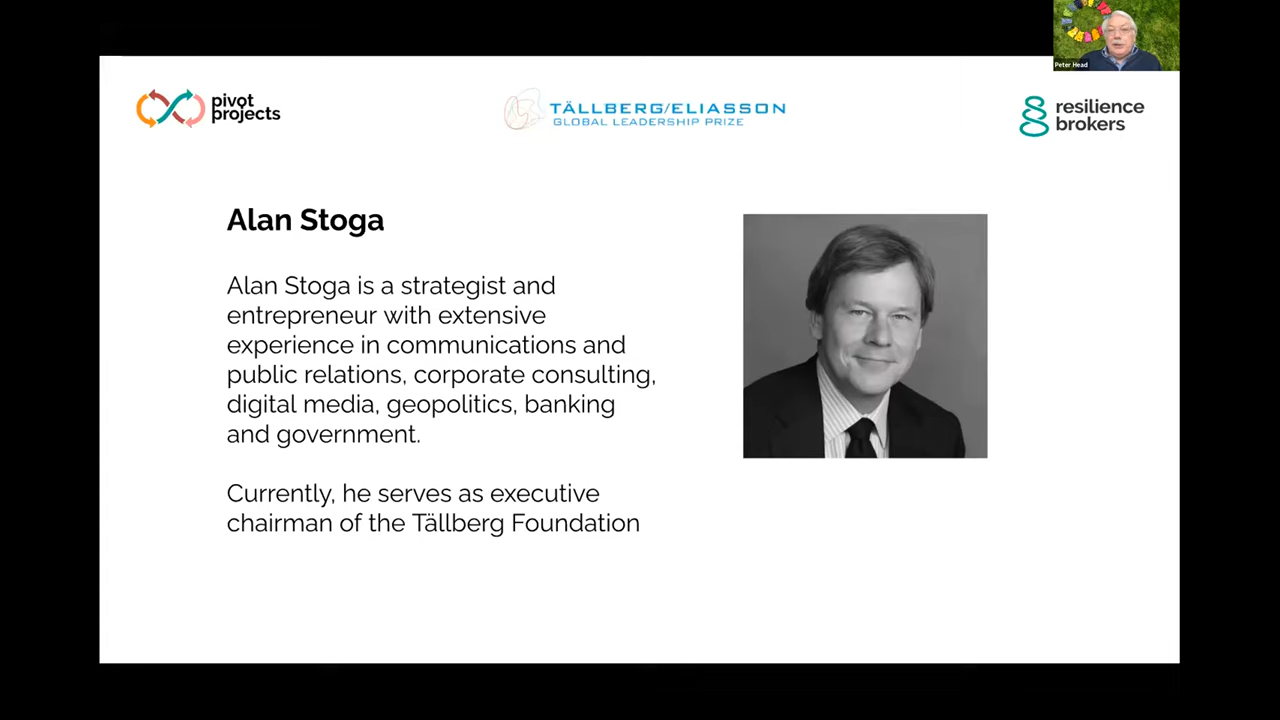 Peter Head
pivot
projects
TÄLLBERG/ELIASSON
GLOBAL LEADERSHIP PRIZE
resilience
brokers
Alan Stoga
Alan Stoga is a strategist and
entrepreneur with extensive
experience in communications and
public relations, corporate consulting,
digital media, geopolitics, banking
and government.
Currently, he serves as executive
chairman of the Tällberg Foundation